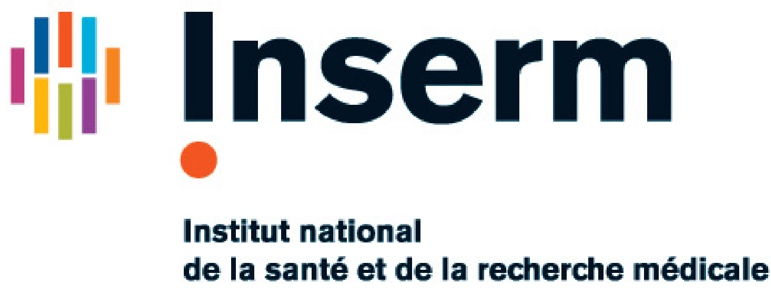 Inserm
Institut national
de la santé et de la recherche médicale